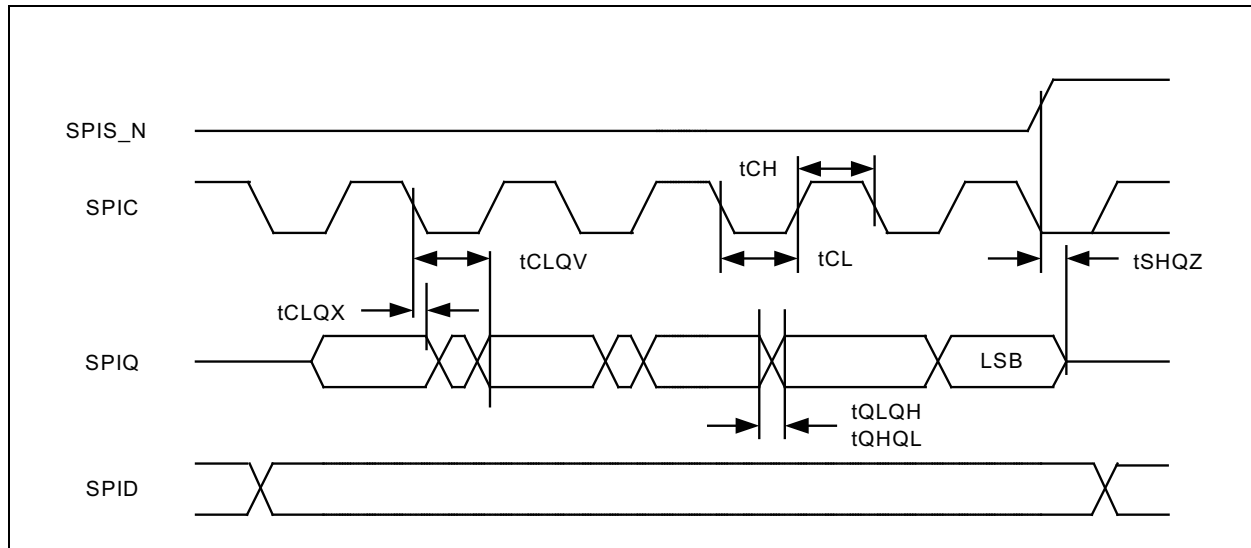 SPIS_N
tCH
SPIC
tCLQV
tCL
tSHQZ
tCLQX
SPIQ
LSB
tQLQH
tQHQL
SPID